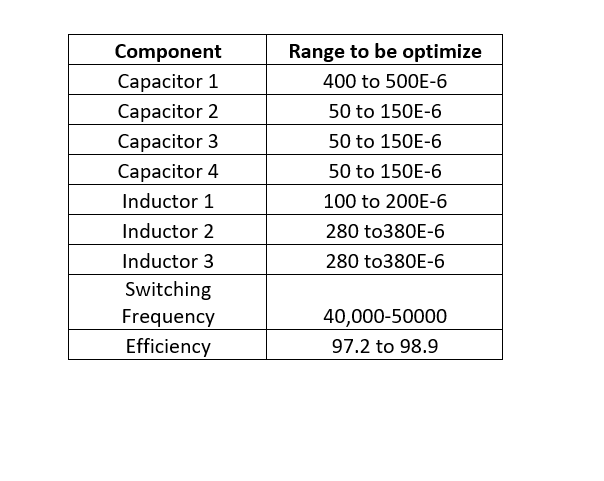 Component Range to be optimize
Capacitor 1 400 to 500E-6
Capacitor 2 50 to 150E-6
Capacitor 3 50 to 150E-6
Capacitor 4 50 to 150E-6
Inductor 1 100 to 200E-6
Inductor 2 280 to380E-6
Inductor 3 280 to380E-6
Switching
Frequency 40,000-50000
Efficiency 97.2 to 98.9